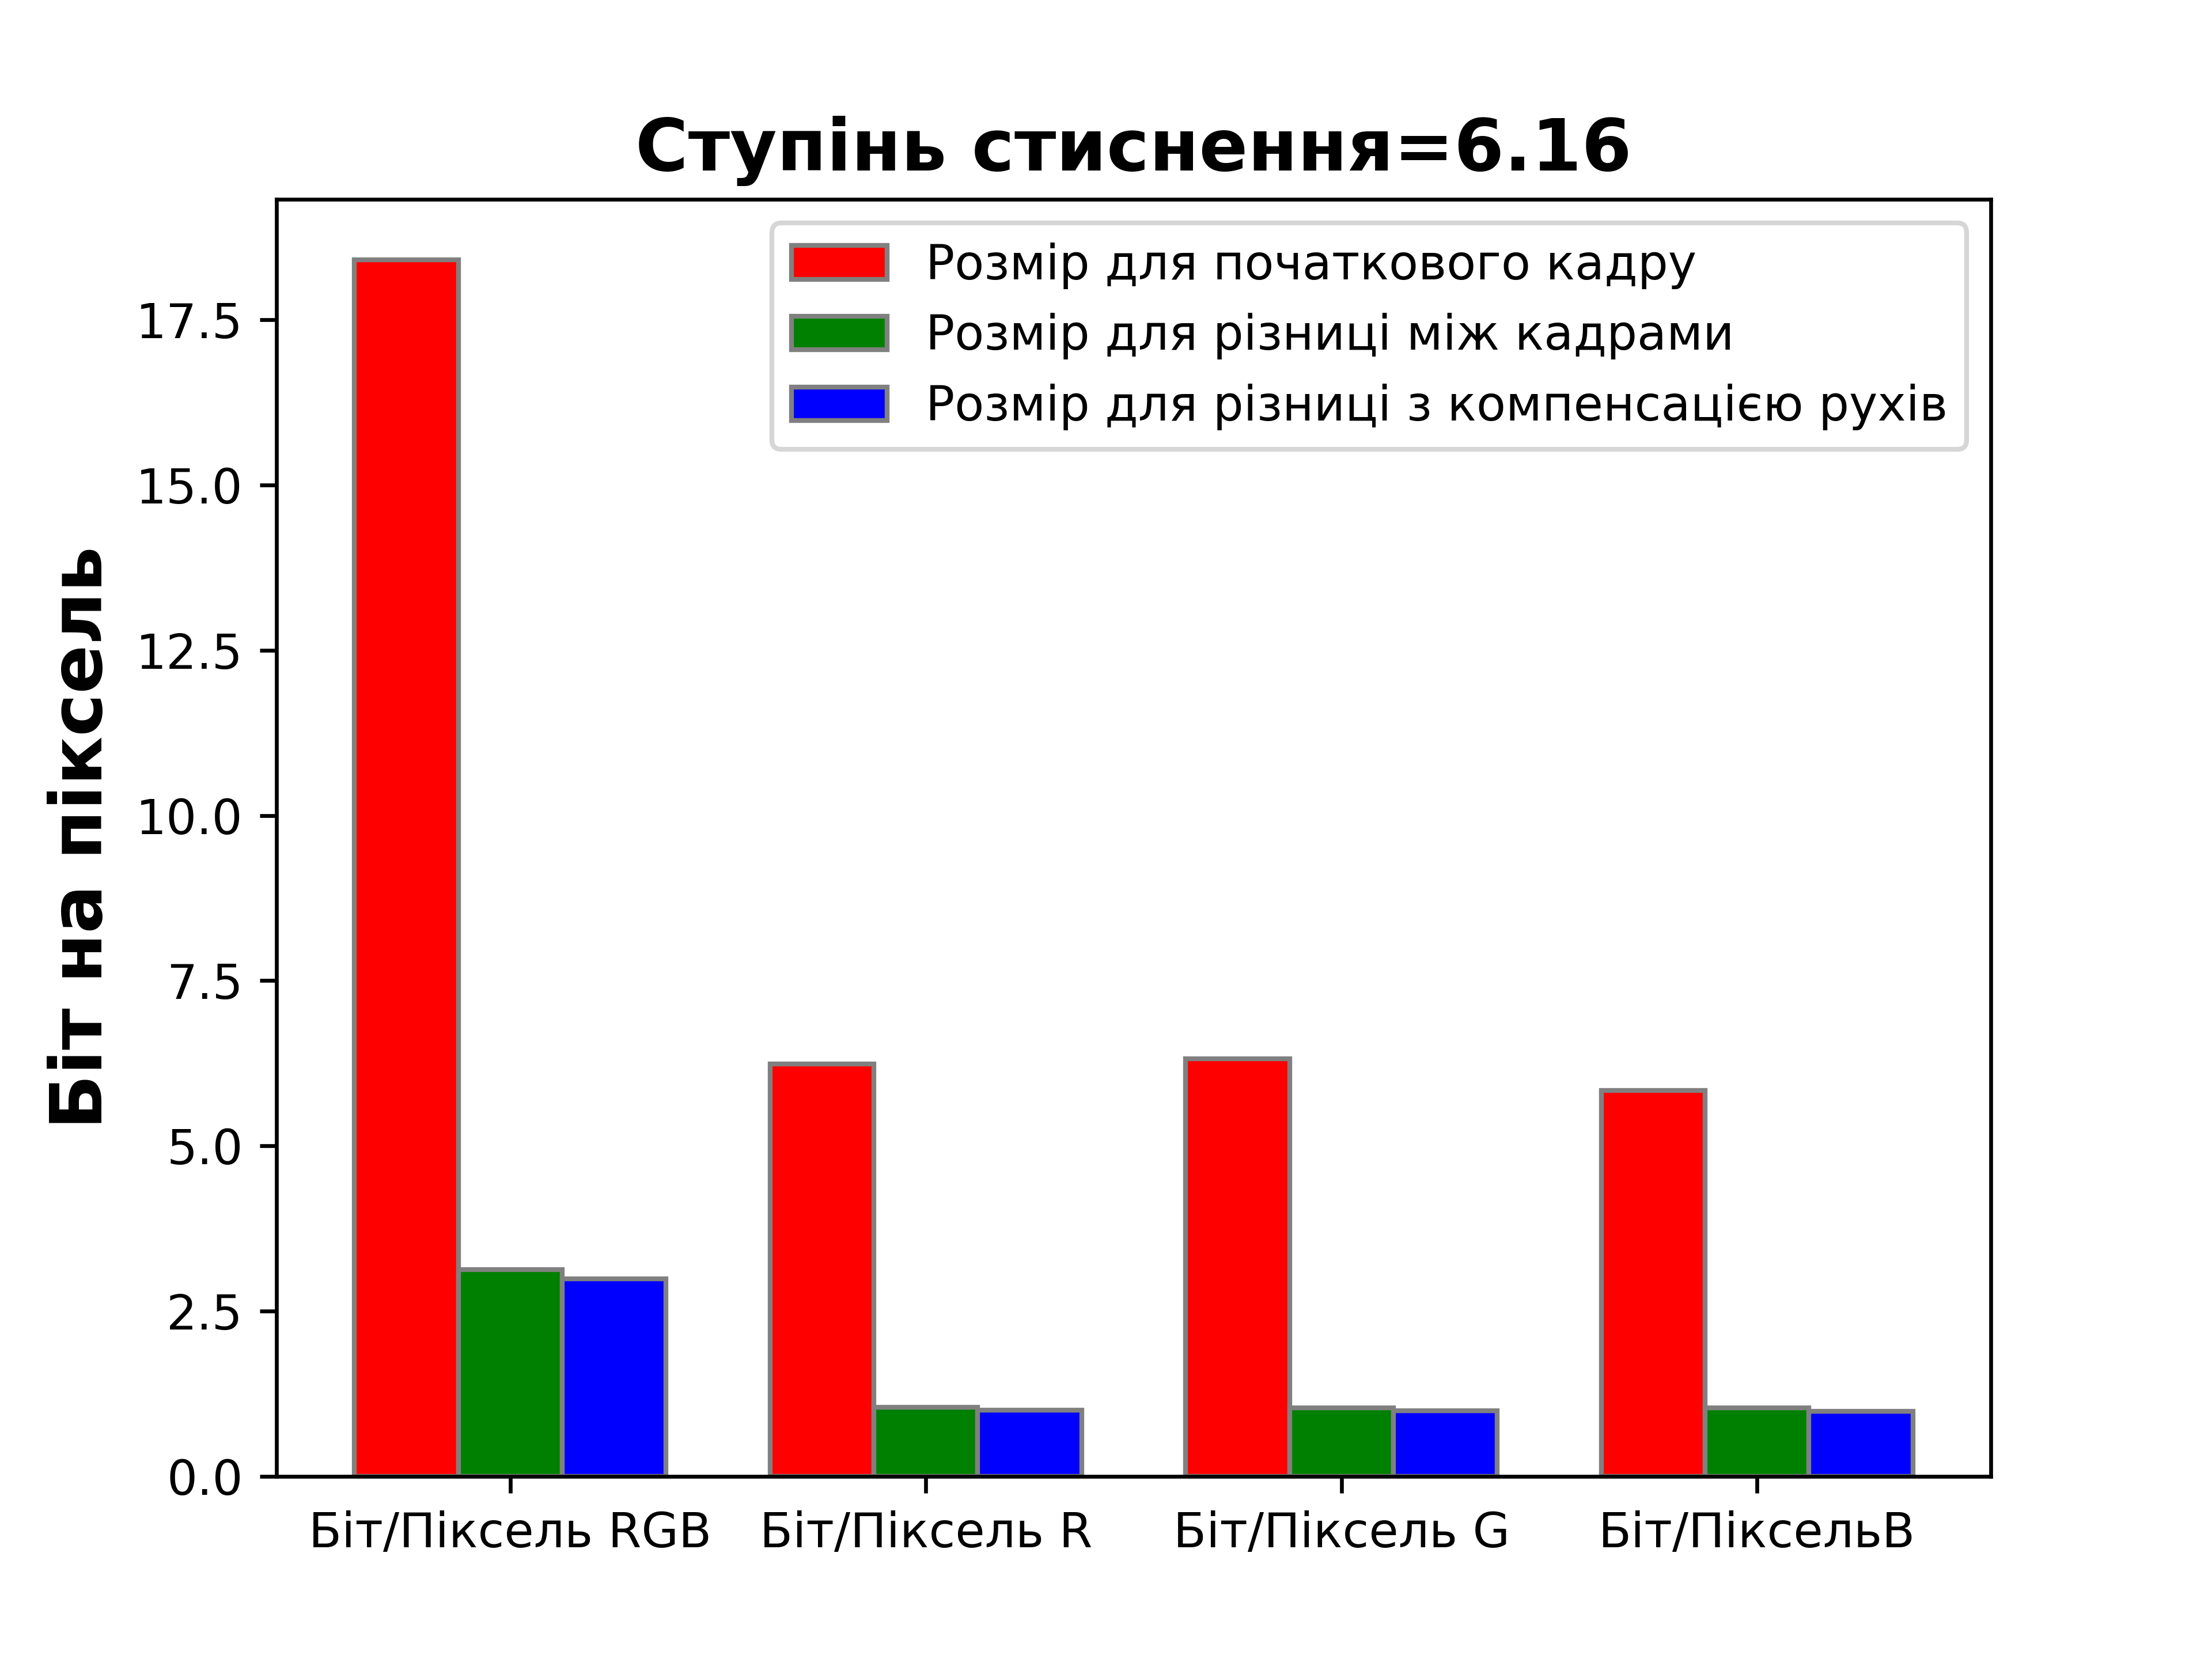 Ступінь стиснення=6.16
Розмір для початкового кадру
Розмір для різниці між кадрами
Розмір для різниці з компенсацією рухів
Біт на піксель
17.5
15.0
12.5
10.0
7.5
5.0
2.5
0.0
Біт/Піксель RGB
Біт/Піксель R
Біт/Піксель G
Біт/ПіксельB